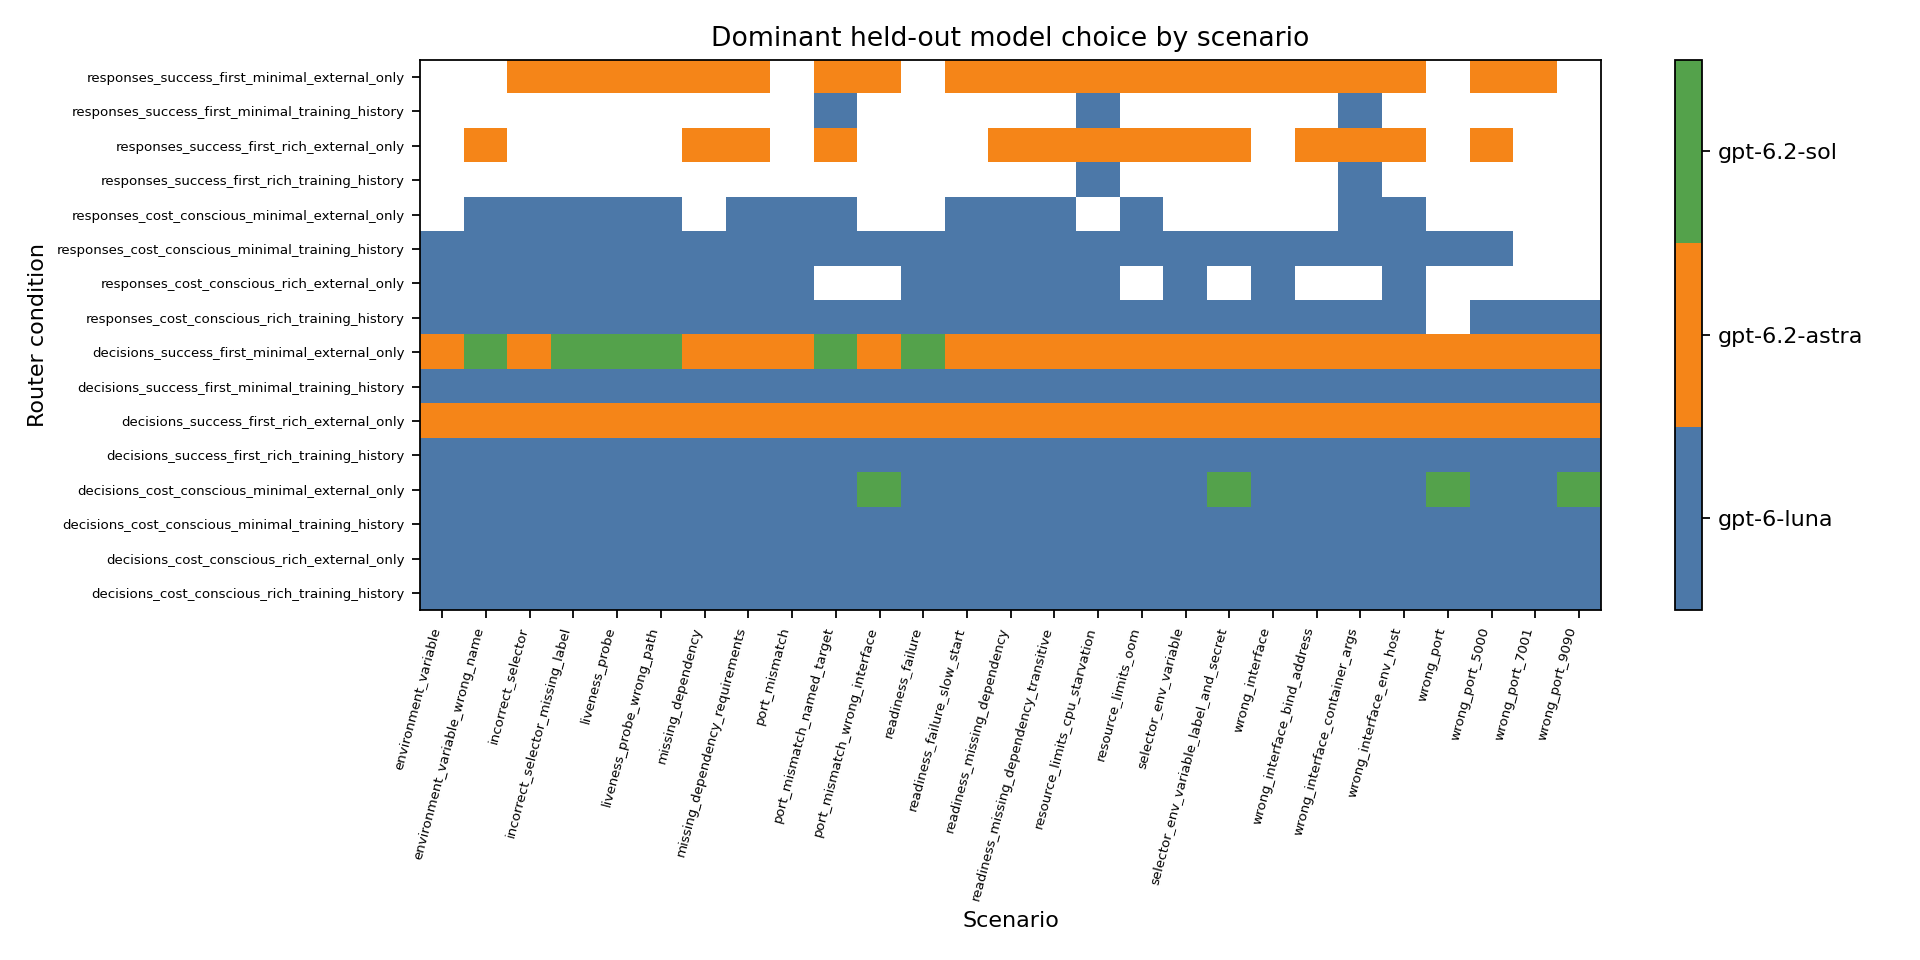 Dominant held-out model choice by scenario
Router condition
responses_success_first_minimal_external_only
responses_success_first_minimal_training_history
responses_success_first_rich_external_only
responses_success_first_rich_training_history
responses_cost_conscious_minimal_external_only
responses_cost_conscious_minimal_training_history
responses_cost_conscious_rich_external_only
responses_cost_conscious_rich_training_history
decisions_success_first_minimal_external_only
decisions_success_first_minimal_training_history
decisions_success_first_rich_external_only
decisions_success_first_rich_training_history
decisions_cost_conscious_minimal_external_only
decisions_cost_conscious_minimal_training_history
decisions_cost_conscious_rich_external_only
decisions_cost_conscious_rich_training_history
environment_variable
environment_variable_wrong_name
incorrect_selector
incorrect_selector_missing_label
liveness_probe
liveness_probe_wrong_path
missing_dependency
missing_dependency_requirements
port_mismatch
port_mismatch_named_target
port_mismatch_wrong_interface
readiness_failure
readiness_failure_slow_start
readiness_missing_dependency
readiness_missing_dependency_transitive
resource_limits_cpu_starvation
resource_limits_oom
selector_env_variable
selector_env_variable_label_and_secret
wrong_interface
wrong_interface_bind_address
wrong_interface_container_args
wrong_interface_env_host
wrong_port
wrong_port_5000
wrong_port_7001
wrong_port_9090
Scenario
gpt-6.2-sol
gpt-6.2-astra
gpt-6-luna